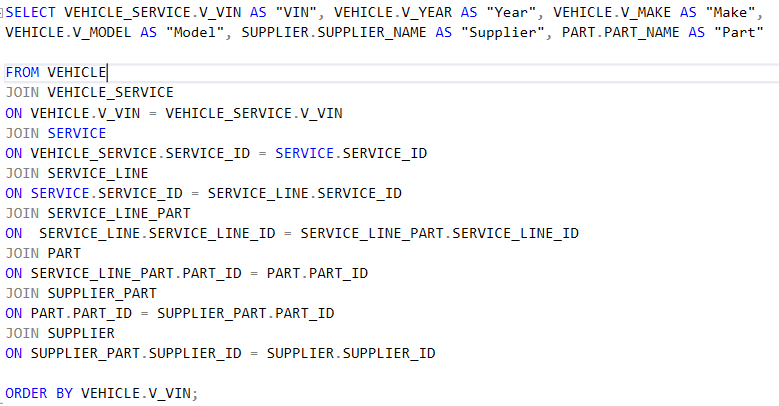 SELECT VEHICLE_SERVICE.V_VIN AS "VIN", VEHICLE.V_YEAR AS "Year", VEHICLE.V_MAKE AS "Make",
VEHICLE.V_MODEL AS "Model", SUPPLIER.SUPPLIER_NAME AS "Supplier", PART.PART_NAME AS "Part"
FROM VEHICLE
JOIN VEHICLE_SERVICE
ON VEHICLE.V_VIN = VEHICLE_SERVICE.V_VIN
JOIN SERVICE
ON VEHICLE_SERVICE.SERVICE_ID = SERVICE.SERVICE_ID
JOIN SERVICE_LINE
ON SERVICE.SERVICE_ID = SERVICE_LINE.SERVICE_ID
JOIN SERVICE_LINE_PART
ON  SERVICE_LINE.SERVICE_LINE_ID = SERVICE_LINE_PART.SERVICE_LINE_ID
JOIN PART
ON SERVICE_LINE_PART.PART_ID = PART.PART_ID
JOIN SUPPLIER_PART
ON PART.PART_ID = SUPPLIER_PART.PART_ID
JOIN SUPPLIER
ON SUPPLIER_PART.SUPPLIER_ID = SUPPLIER.SUPPLIER_ID
ORDER BY VEHICLE.V_VIN;